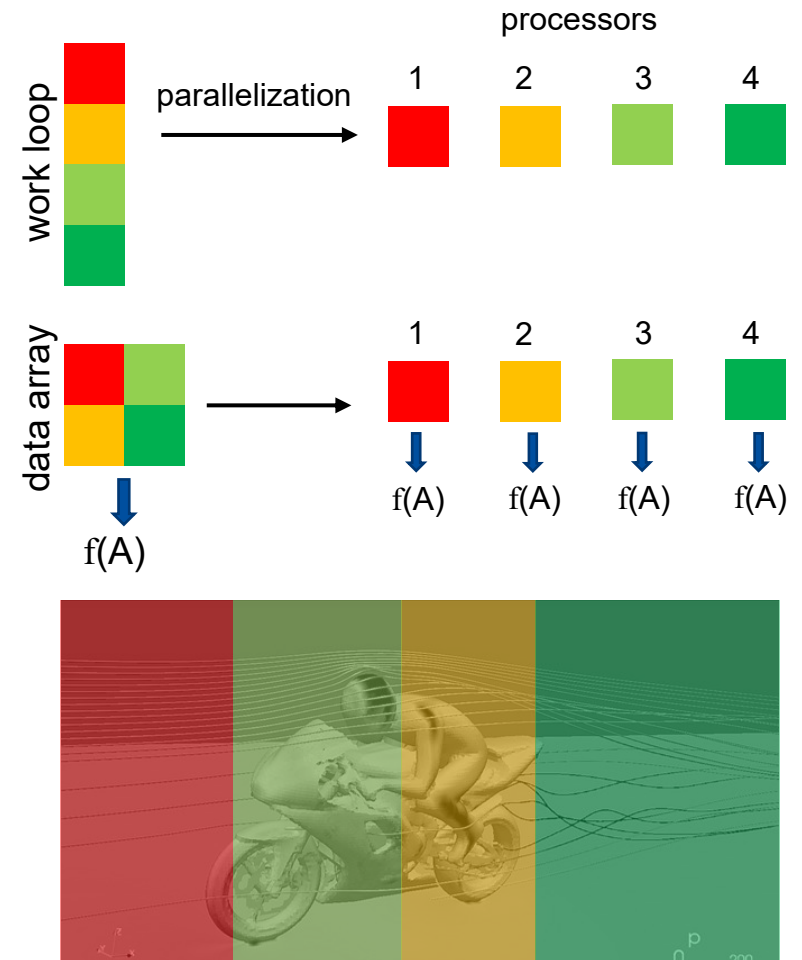 processors
1 2 3 4
parallelization
work loop
1 2 3 4
data array
f(A) f(A) f(A) f(A)
f(A)
p